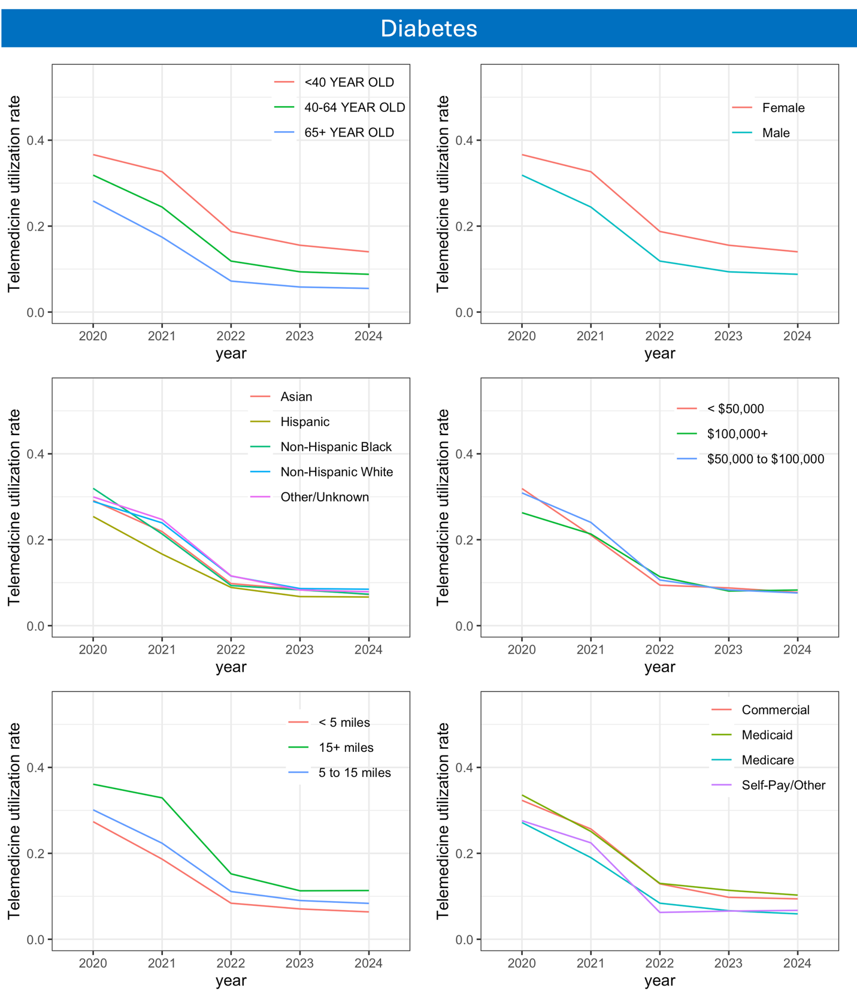 Diabetes
Telemedicine utilization rate
0.4
0.2
0.0
<40 YEAR OLD
40-64 YEAR OLD
65+ YEAR OLD
2020 2021 2022 2023 2024
year
Telemedicine utilization rate
0.4
0.2
0.0
Female
Male
2020 2021 2022 2023 2024
year
Telemedicine utilization rate
0.4
0.2
0.0
Asian
Hispanic
Non-Hispanic Black
Non-Hispanic White
Other/Unknown
2020 2021 2022 2023 2024
year
Telemedicine utilization rate
0.4
0.2
0.0
< $50,000
$100,000+
$50,000 to $100,000
2020 2021 2022 2023 2024
year
Telemedicine utilization rate
0.4
0.2
0.0
< 5 miles
15+ miles
5 to 15 miles
2020 2021 2022 2023 2024
year
Telemedicine utilization rate
0.4
0.2
0.0
Commercial
Medicaid
Medicare
Self-Pay/Other
2020 2021 2022 2023 2024
year